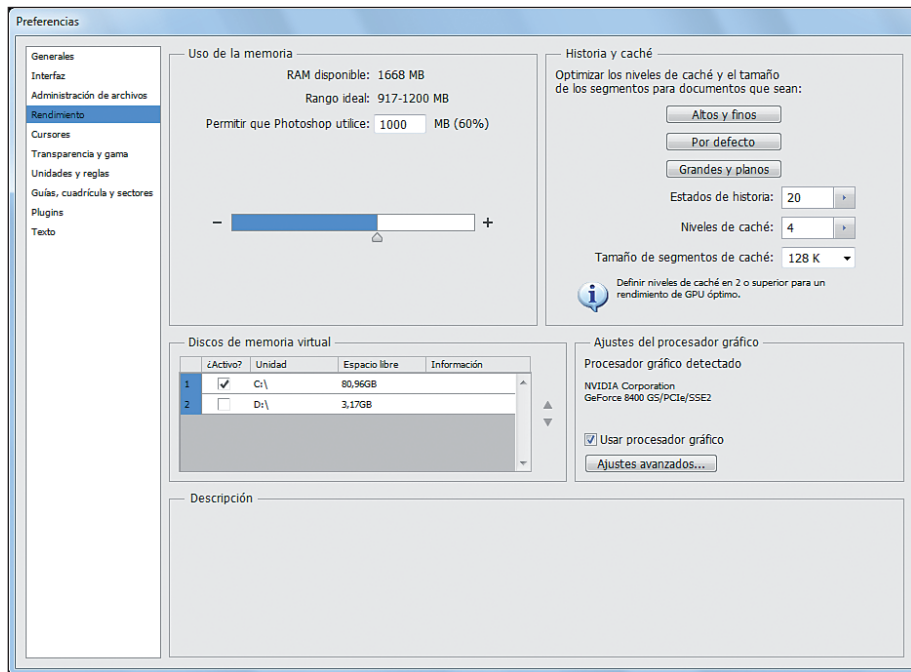 Preferencias
Generales
Interfaz
Administración de archivos
Rendimiento
Cursores
Transparencia y gama
Unidades y reglas
Guías, cuadrícula y sectores
Plugins
Texto
Uso de la memoria
RAM disponible: 1668 MB
Rango ideal: 917-1200 MB
Permitir que Photoshop utilice: 1000 MB (60%)
- +
Historia y caché
Optimizar los niveles de caché y el tamaño
de los segmentos para documentos que sean:
Altos y finos
Por defecto
Grandes y planos
Estados de historia: 20
Niveles de caché: 4
Tamaño de segmentos de caché: 128 K
Definir niveles de caché en 2 o superior para un
rendimiento de GPU óptimo.
Discos de memoria virtual
¿Activo? Unidad Espacio libre Información
1 C:\ 80,96GB
2 D:\ 3,17GB
Ajustes del procesador gráfico
Procesador gráfico detectado
NVIDIA Corporation
GeForce 8400 GS/PCIe/SSE2
Usar procesador gráfico
Ajustes avanzados...
Descripción